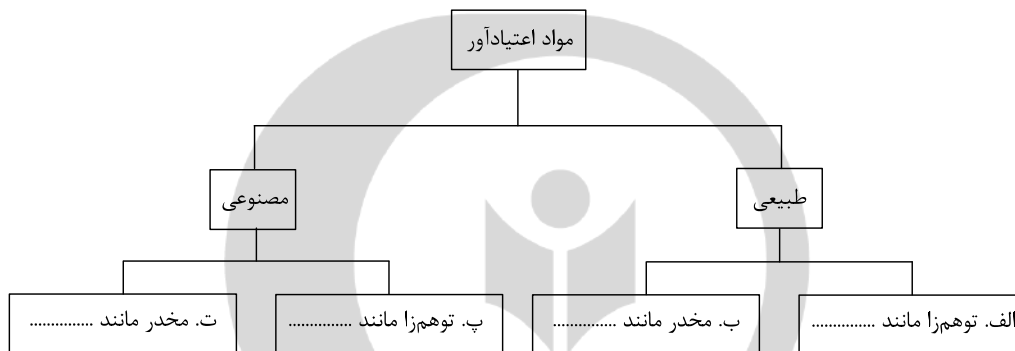 مواد اعتیادآور
طبیعی
مصنوعی
الف. توهم‌زا مانند ...............
ب. مخدر مانند ...............
پ. توهم‌زا مانند ...............
ت. مخدر مانند ...............